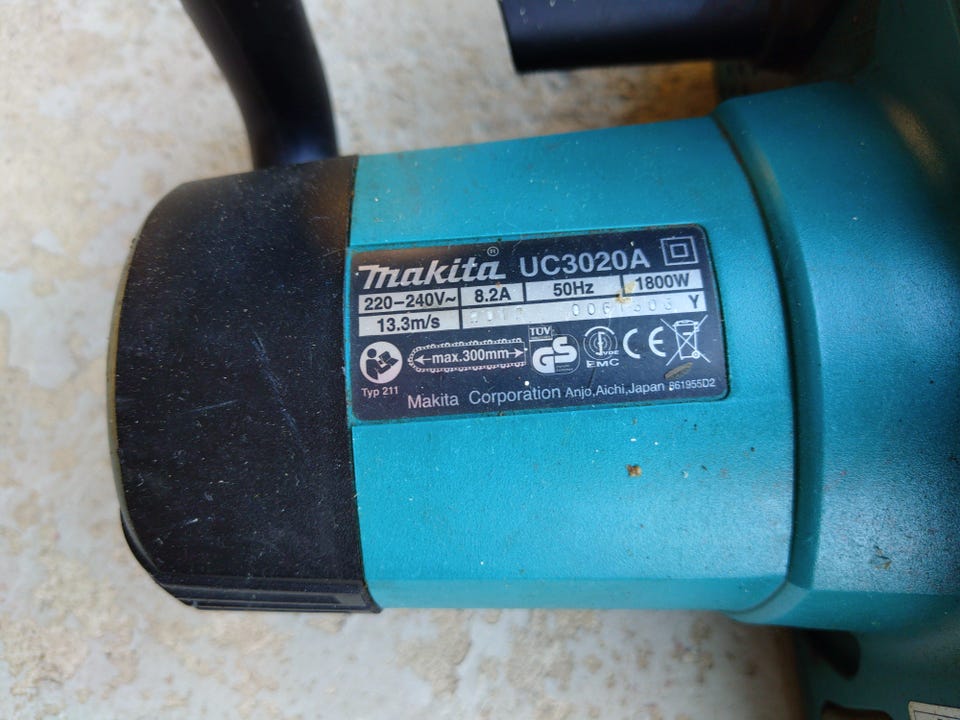 Makita® UC3020A
220–240V~ 8.2A 50Hz 1800W
13.3m/s Y
max.300mm
TÜV GS VDE EMC CE
Typ 211
Makita Corporation Anjo,Aichi,Japan 861955D2